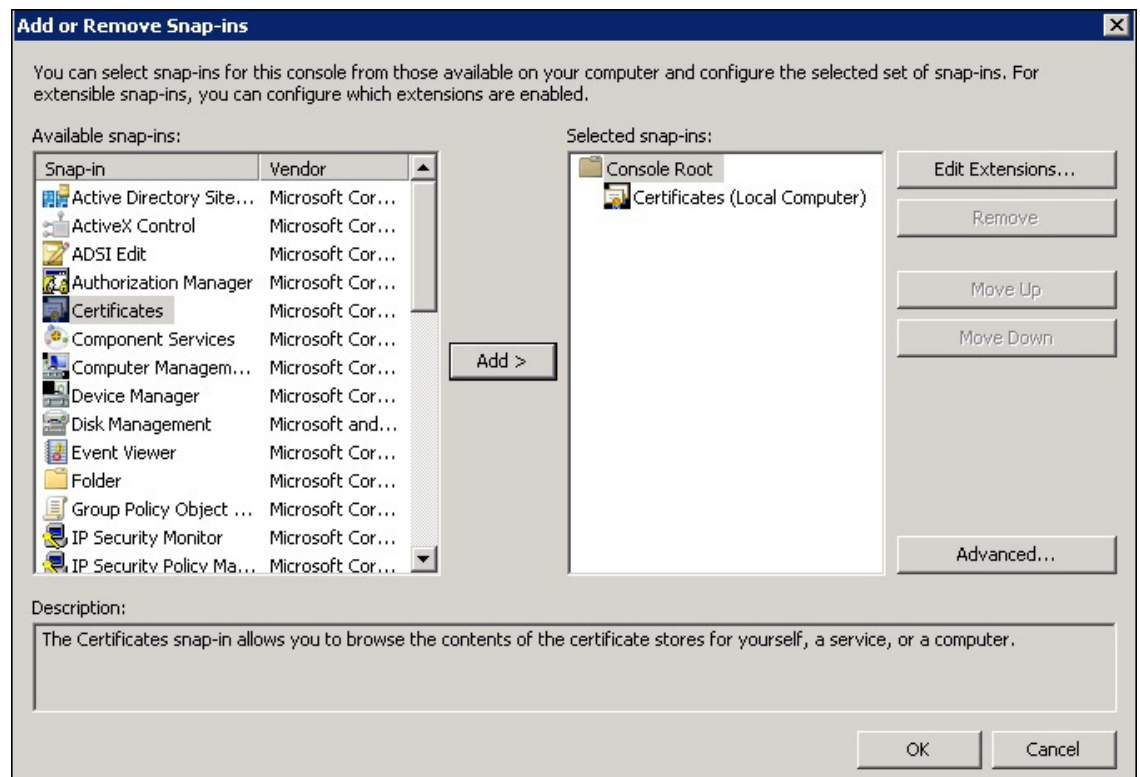 Add or Remove Snap-ins
You can select snap-ins for this console from those available on your computer and configure the selected set of snap-ins. For
extensible snap-ins, you can configure which extensions are enabled.
Available snap-ins:
Snap-in Vendor
Active Directory Site... Microsoft Cor...
ActiveX Control Microsoft Cor...
ADSI Edit Microsoft Cor...
Authorization Manager Microsoft Cor...
Certificates Microsoft Cor...
Component Services Microsoft Cor...
Computer Managem... Microsoft Cor...
Device Manager Microsoft Cor...
Disk Management Microsoft and...
Event Viewer Microsoft Cor...
Folder Microsoft Cor...
Group Policy Object ... Microsoft Cor...
IP Security Monitor Microsoft Cor...
IP Security Policy Ma... Microsoft Cor...
Add >
Selected snap-ins:
Console Root
Certificates (Local Computer)
Edit Extensions...
Remove
Move Up
Move Down
Advanced...
Description:
The Certificates snap-in allows you to browse the contents of the certificate stores for yourself, a service, or a computer.
OK
Cancel